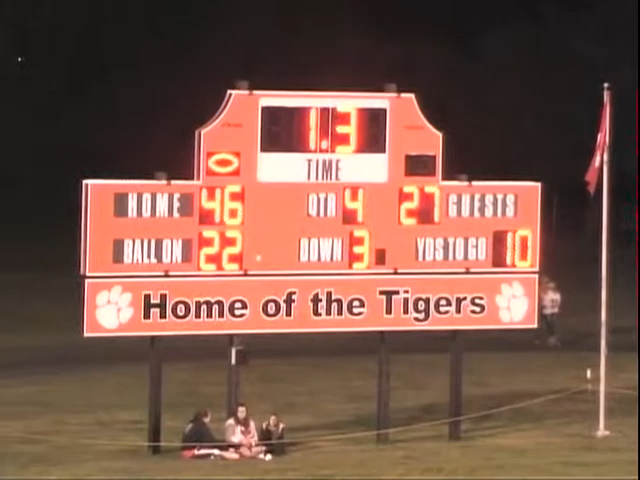 1.3
TIME
HOME 46 QTR 4 27 GUESTS
BALL ON 22 DOWN 3 YDS TO GO 10
Home of the Tigers